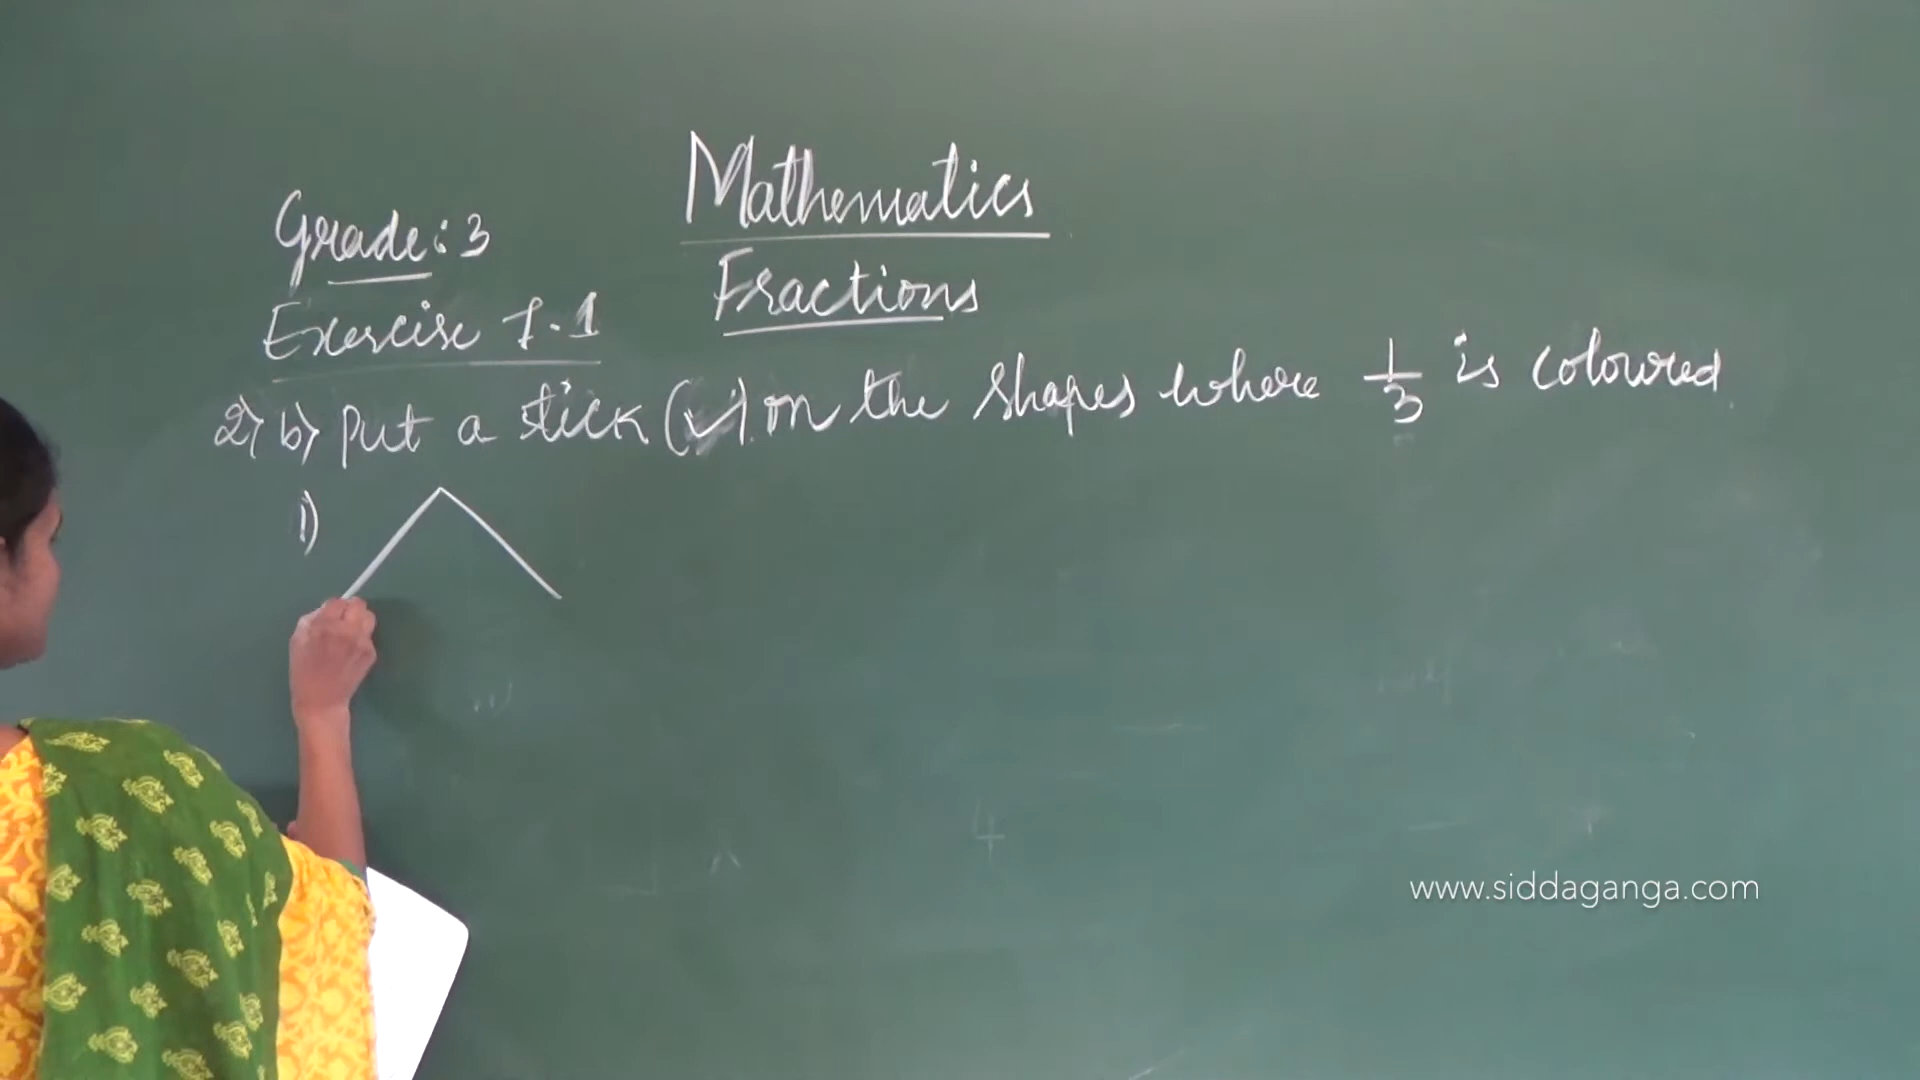 Mathematics
Grade: 3
Fractions
Exercise 7.1
2) b) Put a stick (✓) on the shapes where 1/3 is coloured.
1)
www.siddaganga.com